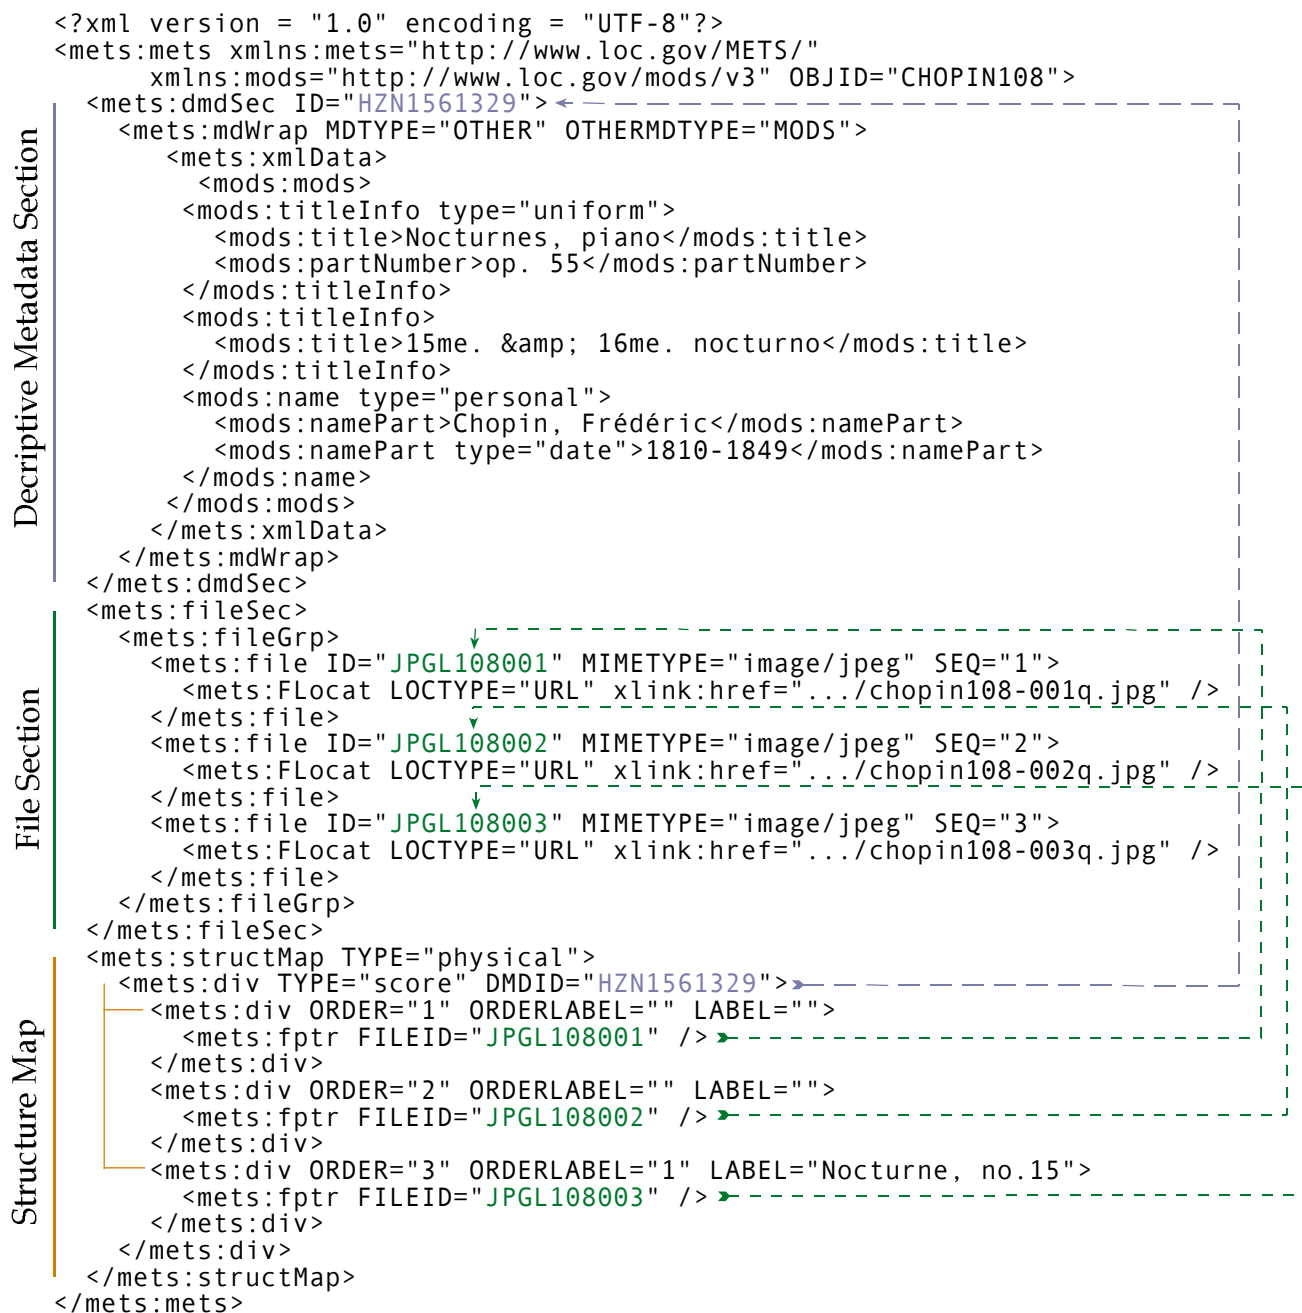 <?xml version = "1.0" encoding = "UTF-8"?>
<mets:mets xmlns:mets="http://www.loc.gov/METS/"
xmlns:mods="http://www.loc.gov/mods/v3" OBJID="CHOPIN108">
Decriptive Metadata Section
<mets:dmdSec ID="HZN1561329">
<mets:mdWrap MDTYPE="OTHER" OTHERMDTYPE="MODS">
<mets:xmlData>
<mods:mods>
<mods:titleInfo type="uniform">
<mods:title>Nocturnes, piano</mods:title>
<mods:partNumber>op. 55</mods:partNumber>
</mods:titleInfo>
<mods:titleInfo>
<mods:title>15me. &amp; 16me. nocturno</mods:title>
</mods:titleInfo>
<mods:name type="personal">
<mods:namePart>Chopin, Frédéric</mods:namePart>
<mods:namePart type="date">1810-1849</mods:namePart>
</mods:name>
</mods:mods>
</mets:xmlData>
</mets:mdWrap>
</mets:dmdSec>
File Section
<mets:fileSec>
<mets:fileGrp>
<mets:file ID="JPGL108001" MIMETYPE="image/jpeg" SEQ="1">
<mets:FLocat LOCTYPE="URL" xlink:href=".../chopin108-001q.jpg" />
</mets:file>
<mets:file ID="JPGL108002" MIMETYPE="image/jpeg" SEQ="2">
<mets:FLocat LOCTYPE="URL" xlink:href=".../chopin108-002q.jpg" />
</mets:file>
<mets:file ID="JPGL108003" MIMETYPE="image/jpeg" SEQ="3">
<mets:FLocat LOCTYPE="URL" xlink:href=".../chopin108-003q.jpg" />
</mets:file>
</mets:fileGrp>
</mets:fileSec>
Structure Map
<mets:structMap TYPE="physical">
<mets:div TYPE="score" DMDID="HZN1561329">
<mets:div ORDER="1" ORDERLABEL="" LABEL="">
<mets:fptr FILEID="JPGL108001" />
</mets:div>
<mets:div ORDER="2" ORDERLABEL="" LABEL="">
<mets:fptr FILEID="JPGL108002" />
</mets:div>
<mets:div ORDER="3" ORDERLABEL="1" LABEL="Nocturne, no.15">
<mets:fptr FILEID="JPGL108003" />
</mets:div>
</mets:div>
</mets:structMap>
</mets:mets>